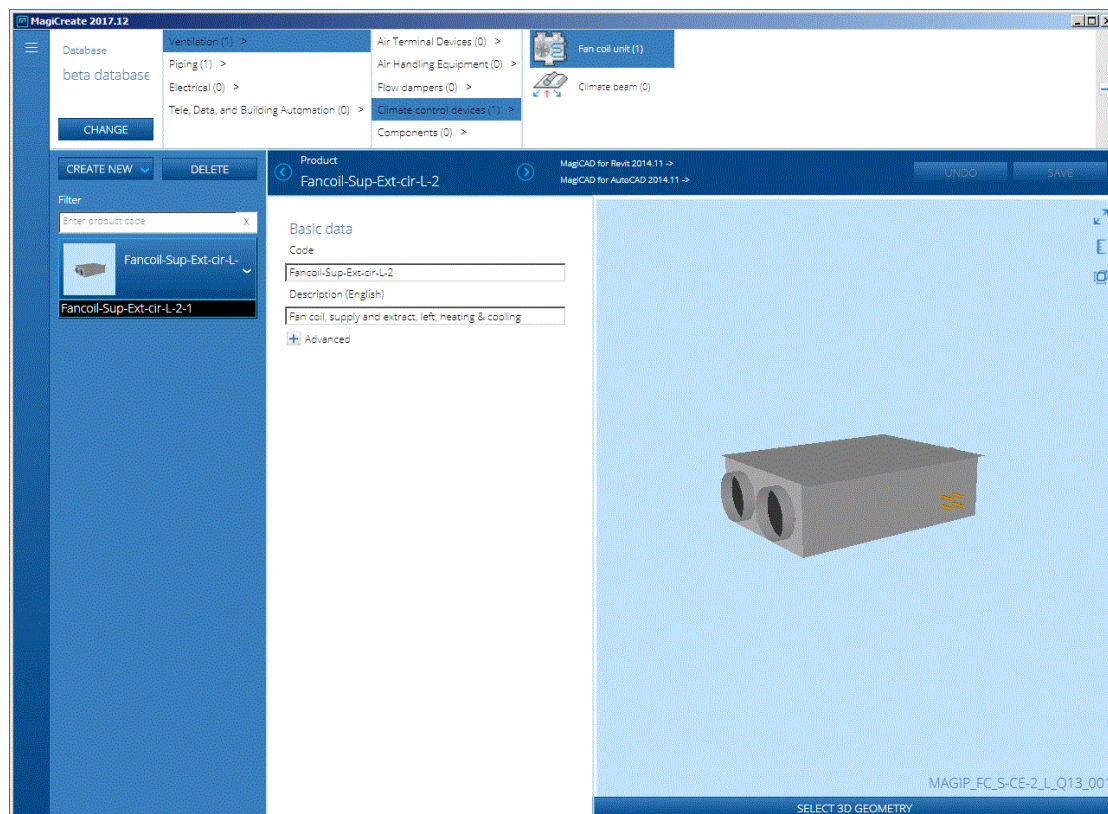 MagiCreate 2017.12
Database
beta database
CHANGE
Ventilation (1) >
Piping (1) >
Electrical (0) >
Tele, Data, and Building Automation (0) >
Air Terminal Devices (0) >
Air Handling Equipment (0) >
Flow dampers (0) >
Climate control devices (1) >
Components (0) >
Fan coil unit (1)
Climate beam (0)
CREATE NEW
DELETE
Filter
Enter product code X
Fancoil-Sup-Ext-cir-L-
Fancoil-Sup-Ext-cir-L-2-1
Product
Fancoil-Sup-Ext-cir-L-2
MagiCAD for Revit 2014.11 ->
MagiCAD for AutoCAD 2014.11 ->
UNDO
SAVE
Basic data
Code
Fancoil-Sup-Ext-cir-L-2
Description (English)
Fan coil, supply and extract, left, heating & cooling
+ Advanced
MAGIP_FC_S-CE-2_L_Q13_001
SELECT 3D GEOMETRY